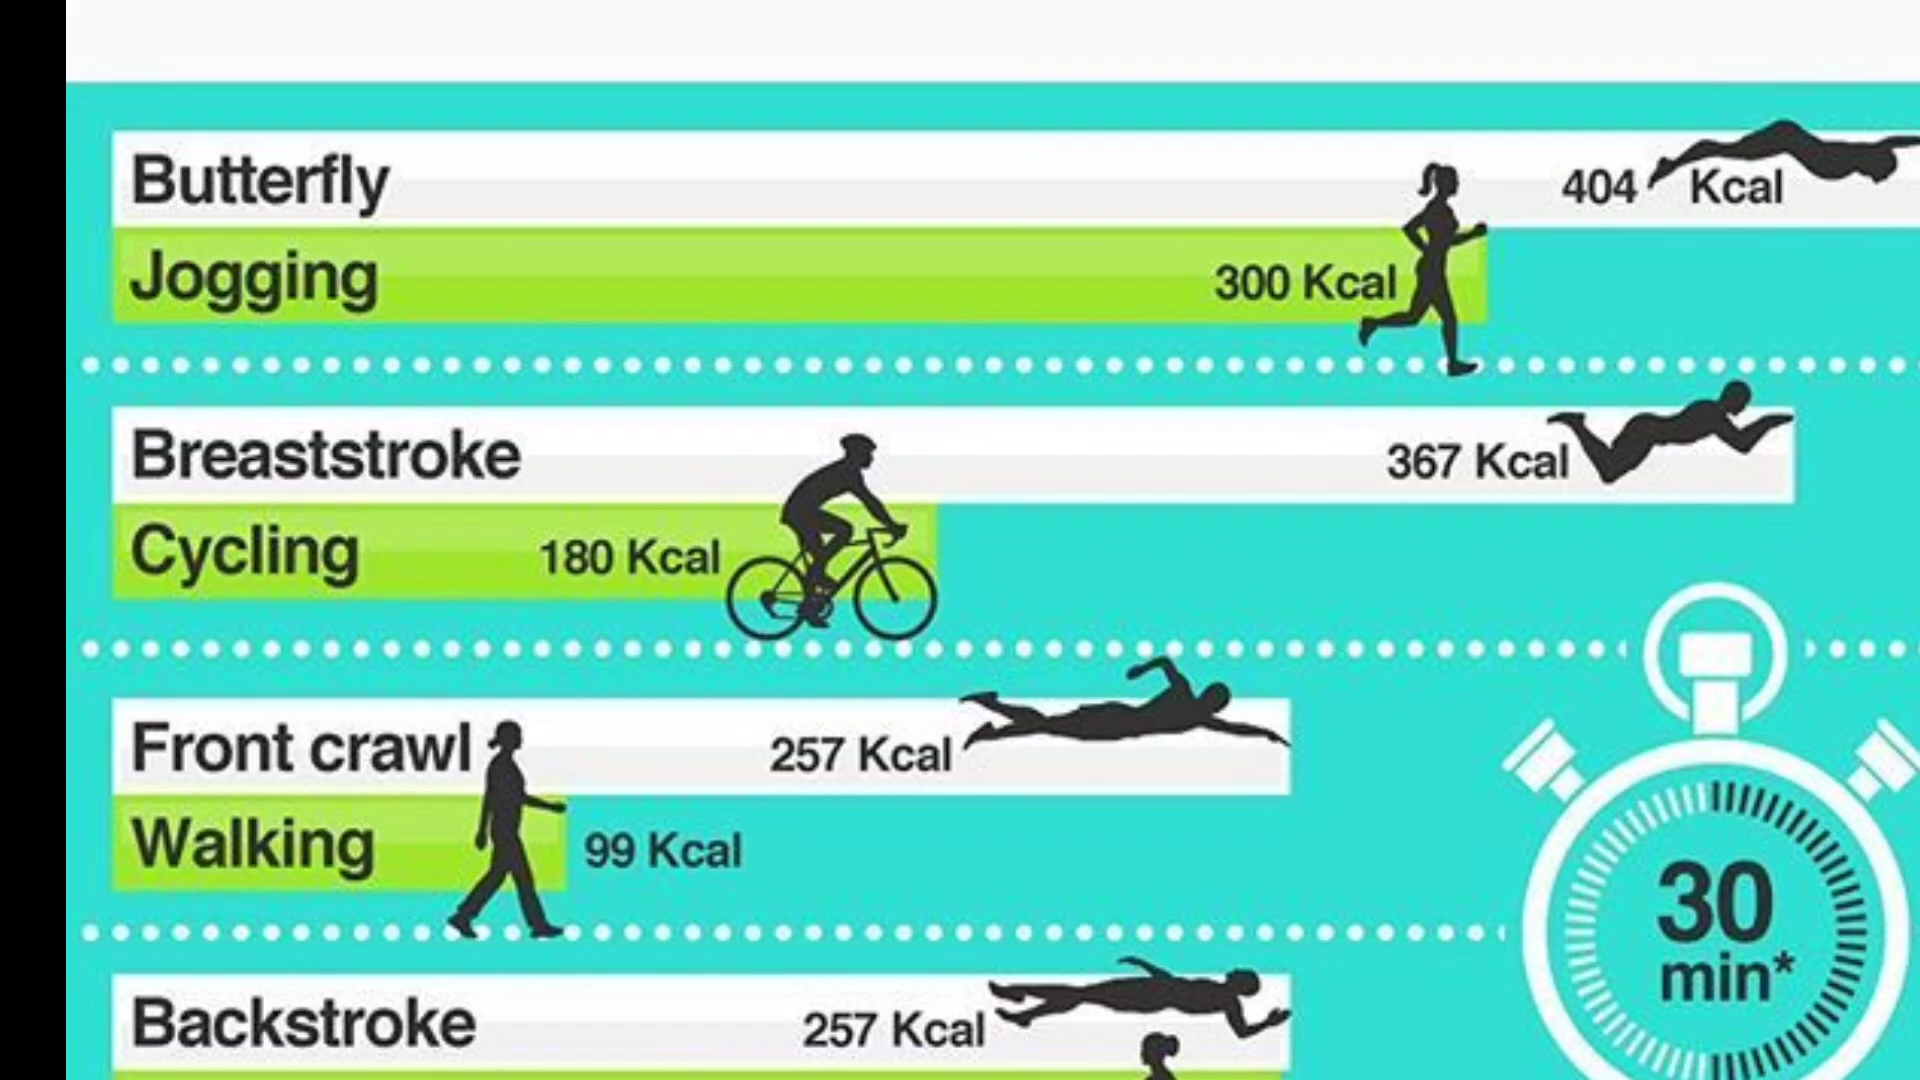 Butterfly 404 Kcal
Jogging 300 Kcal
Breaststroke 367 Kcal
Cycling 180 Kcal
Front crawl 257 Kcal
Walking 99 Kcal
30
min*
Backstroke 257 Kcal